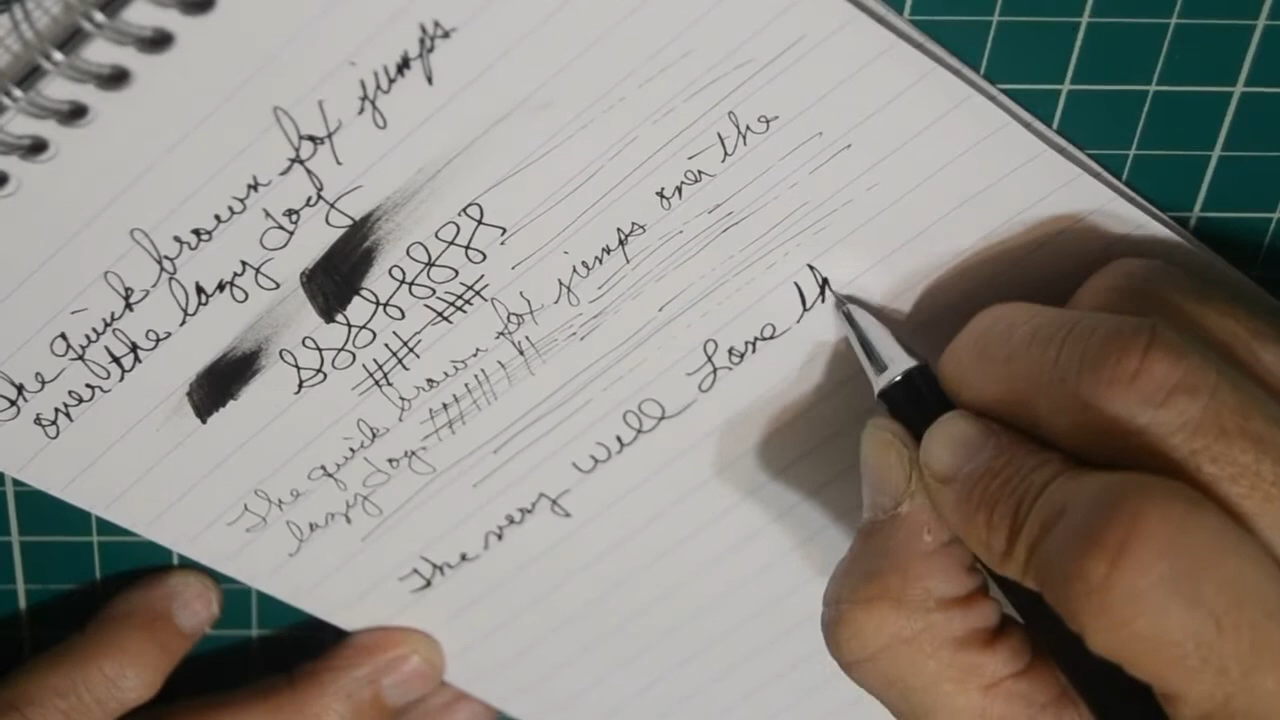 The quick brown fox jumps
over the lazy dog
The quick brown fox jumps over the
lazy dog.
The very Well Love th